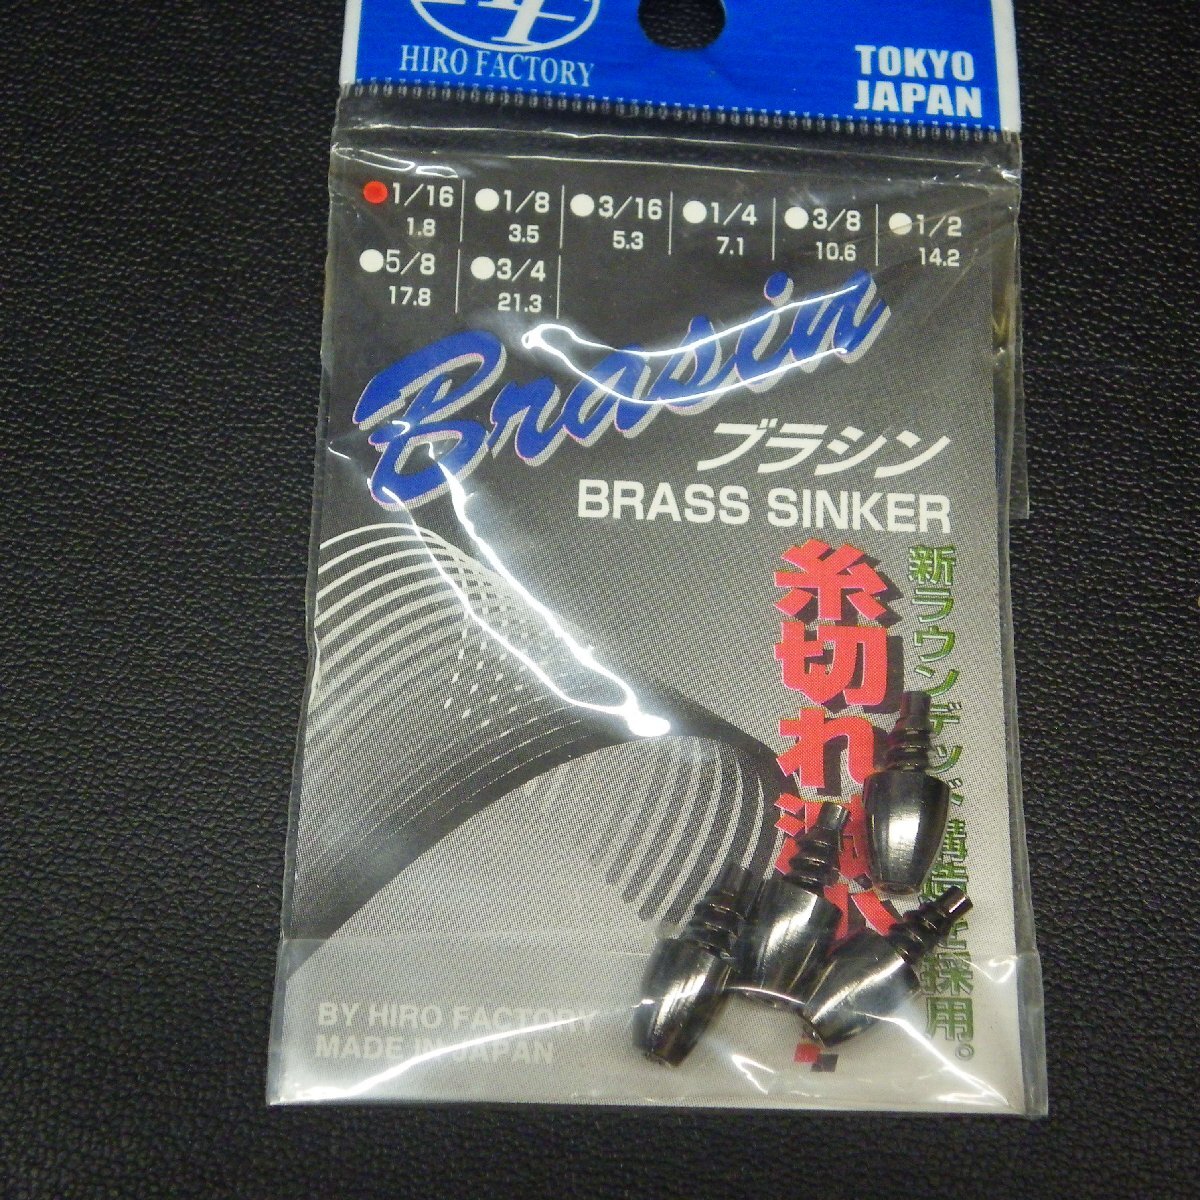 HIRO FACTORY
TOKYO
JAPAN
1/16 1/8 3/16 1/4 3/8 1/2
1.8 3.5 5.3 7.1 10.6 14.2
5/8 3/4
17.8 21.3
Brasin
ブラシン
BRASS SINKER
新ラウンデッド構造を採用。
糸切れ激減
BY HIRO FACTORY
MADE IN JAPAN